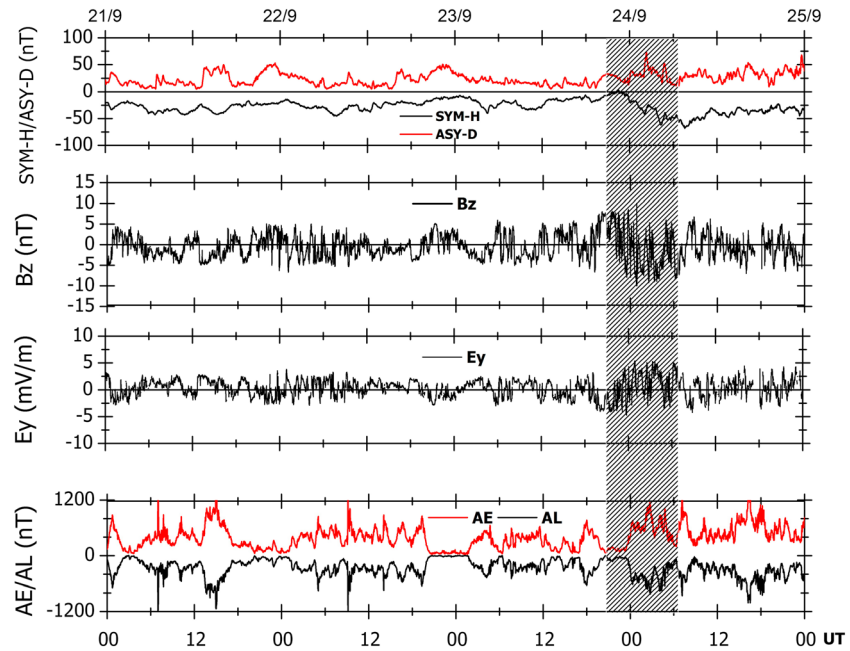 21/9 22/9 23/9 24/9 25/9
SYM-H/ASY-D (nT)
100
50
0
-50
-100
SYM-H
ASY-D
Bz (nT)
15
10
5
0
-5
-10
-15
Bz
Ey (mV/m)
10
5
0
-5
-10
Ey
AE/AL (nT)
1200
0
-1200
AE AL
00 12 00 12 00 12 00 12 00 UT